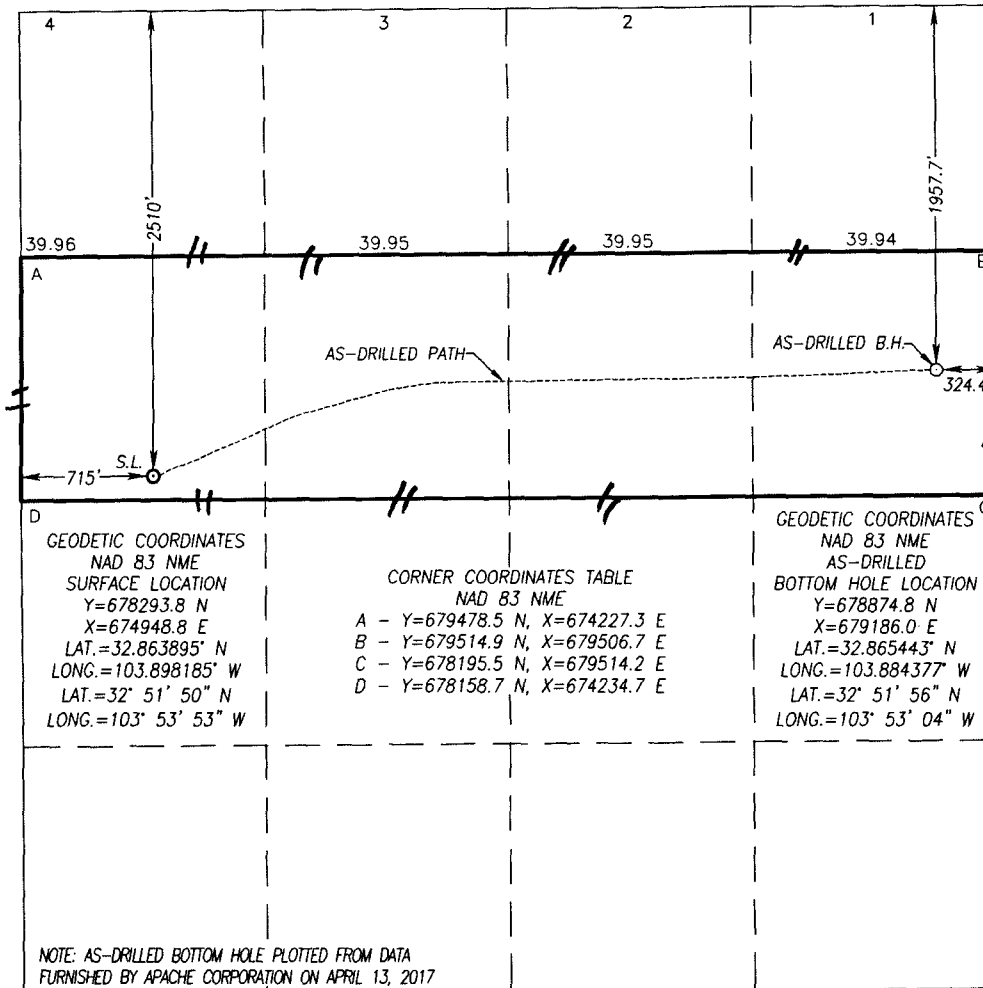 4 3 2 1
2510'
1957.7'
39.96 39.95 39.95 39.94
A
AS-DRILLED PATH
AS-DRILLED B.H.
324.4
715'
S.L.
D
GEODETIC COORDINATES
NAD 83 NME
SURFACE LOCATION
Y=678293.8 N
X=674948.8 E
LAT.=32.863895° N
LONG.=103.898185° W
LAT.=32° 51' 50" N
LONG.=103° 53' 53" W
CORNER COORDINATES TABLE
NAD 83 NME
A - Y=679478.5 N, X=674227.3 E
B - Y=679514.9 N, X=679506.7 E
C - Y=678195.5 N, X=679514.2 E
D - Y=678158.7 N, X=674234.7 E
GEODETIC COORDINATES
NAD 83 NME
AS-DRILLED
BOTTOM HOLE LOCATION
Y=678874.8 N
X=679186.0 E
LAT.=32.865443° N
LONG.=103.884377° W
LAT.=32° 51' 56" N
LONG.=103° 53' 04" W
NOTE: AS-DRILLED BOTTOM HOLE PLOTTED FROM DATA
FURNISHED BY APACHE CORPORATION ON APRIL 13, 2017